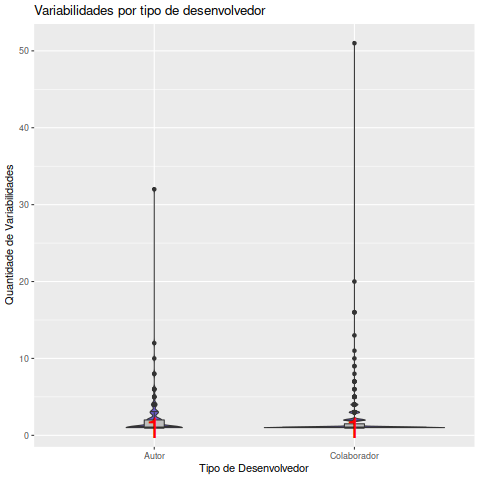 Variabilidades por tipo de desenvolvedor
Quantidade de Variabilidades
50
40
30
20
10
0
Autor
Colaborador
Tipo de Desenvolvedor